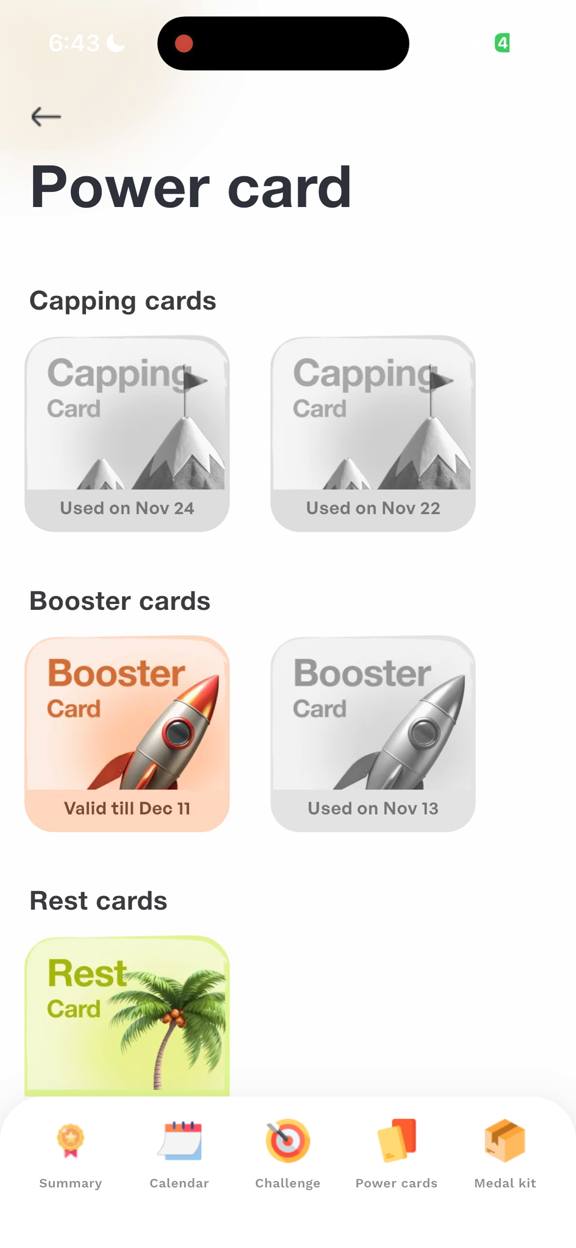 6:43
4
Power card
Capping cards
Capping
Card
Used on Nov 24
Capping
Card
Used on Nov 22
Booster cards
Booster
Card
Valid till Dec 11
Booster
Card
Used on Nov 13
Rest cards
Rest
Card
Summary
Calendar
Challenge
Power cards
Medal kit